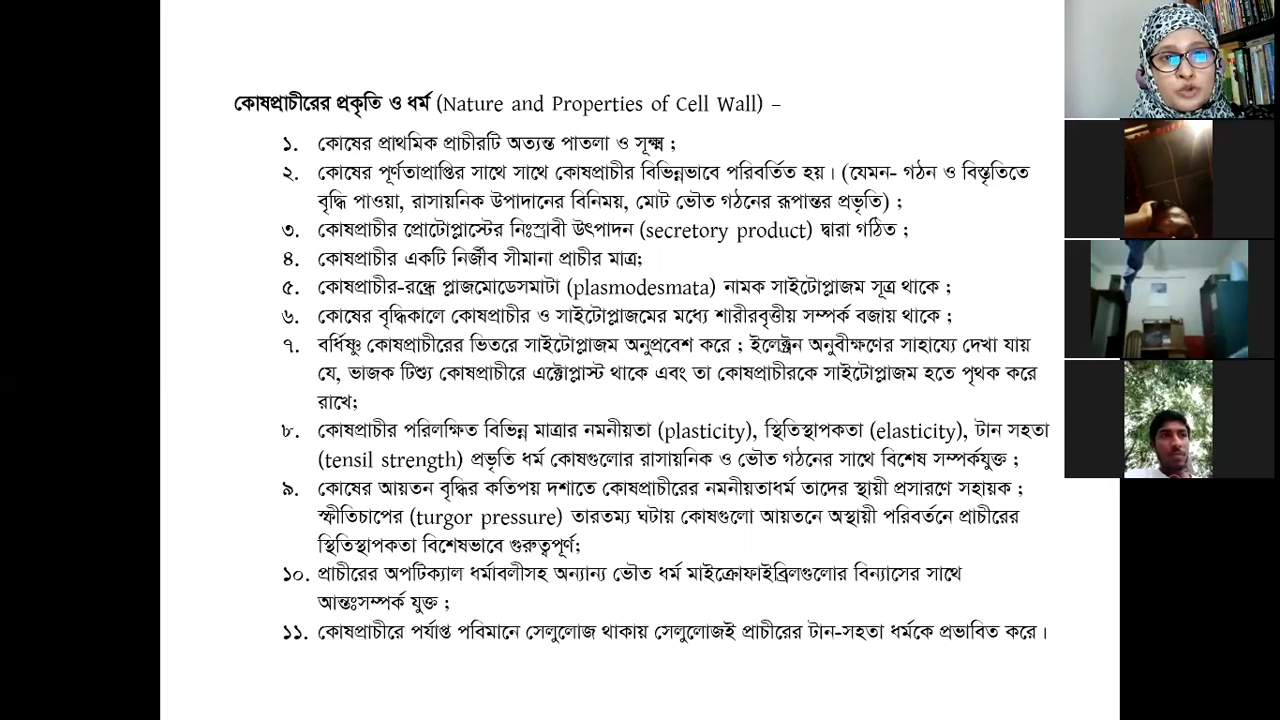 কোষপ্রাচীরের প্রকৃতি ও ধর্ম (Nature and Properties of Cell Wall) –
১. কোষের প্রাথমিক প্রাচীরটি অত্যন্ত পাতলা ও সূক্ষ্ম ;
২. কোষের পূর্ণতাপ্রাপ্তির সাথে সাথে কোষপ্রাচীর বিভিন্নভাবে পরিবর্তিত হয়। (যেমন- গঠন ও বিস্তৃতিতে
বৃদ্ধি পাওয়া, রাসায়নিক উপাদানের বিনিময়, মোট ভৌত গঠনের রূপান্তর প্রভৃতি) ;
৩. কোষপ্রাচীর প্রোটোপ্লাস্টের নিঃস্রাবী উৎপাদন (secretory product) দ্বারা গঠিত ;
৪. কোষপ্রাচীর একটি নির্জীব সীমানা প্রাচীর মাত্র;
৫. কোষপ্রাচীর-রন্ধ্রে প্লাজমোডেসমাটা (plasmodesmata) নামক সাইটোপ্লাজম সূত্র থাকে ;
৬. কোষের বৃদ্ধিকালে কোষপ্রাচীর ও সাইটোপ্লাজমের মধ্যে শারীরবৃত্তীয় সম্পর্ক বজায় থাকে ;
৭. বর্ধিষ্ণু কোষপ্রাচীরের ভিতরে সাইটোপ্লাজম অনুপ্রবেশ করে ; ইলেক্ট্রন অনুবীক্ষণের সাহায্যে দেখা যায়
যে, ভাজক টিশ্যু কোষপ্রাচীরে এক্টোপ্লাস্ট থাকে এবং তা কোষপ্রাচীরকে সাইটোপ্লাজম হতে পৃথক করে
রাখে;
৮. কোষপ্রাচীর পরিলক্ষিত বিভিন্ন মাত্রার নমনীয়তা (plasticity), স্থিতিস্থাপকতা (elasticity), টান সহতা
(tensil strength) প্রভৃতি ধর্ম কোষগুলোর রাসায়নিক ও ভৌত গঠনের সাথে বিশেষ সম্পর্কযুক্ত ;
৯. কোষের আয়তন বৃদ্ধির কতিপয় দশাতে কোষপ্রাচীরের নমনীয়তাধর্ম তাদের স্থায়ী প্রসারণে সহায়ক ;
স্ফীতিচাপের (turgor pressure) তারতম্য ঘটায় কোষগুলো আয়তনে অস্থায়ী পরিবর্তনে প্রাচীরের
স্থিতিস্থাপকতা বিশেষভাবে গুরুত্বপূর্ণ;
১০. প্রাচীরের অপটিক্যাল ধর্মাবলীসহ অন্যান্য ভৌত ধর্ম মাইক্রোফাইব্রিলগুলোর বিন্যাসের সাথে
আন্তঃসম্পর্ক যুক্ত ;
১১. কোষপ্রাচীরে পর্যাপ্ত পবিমানে সেলুলোজ থাকায় সেলুলোজই প্রাচীরের টান-সহতা ধর্মকে প্রভাবিত করে।